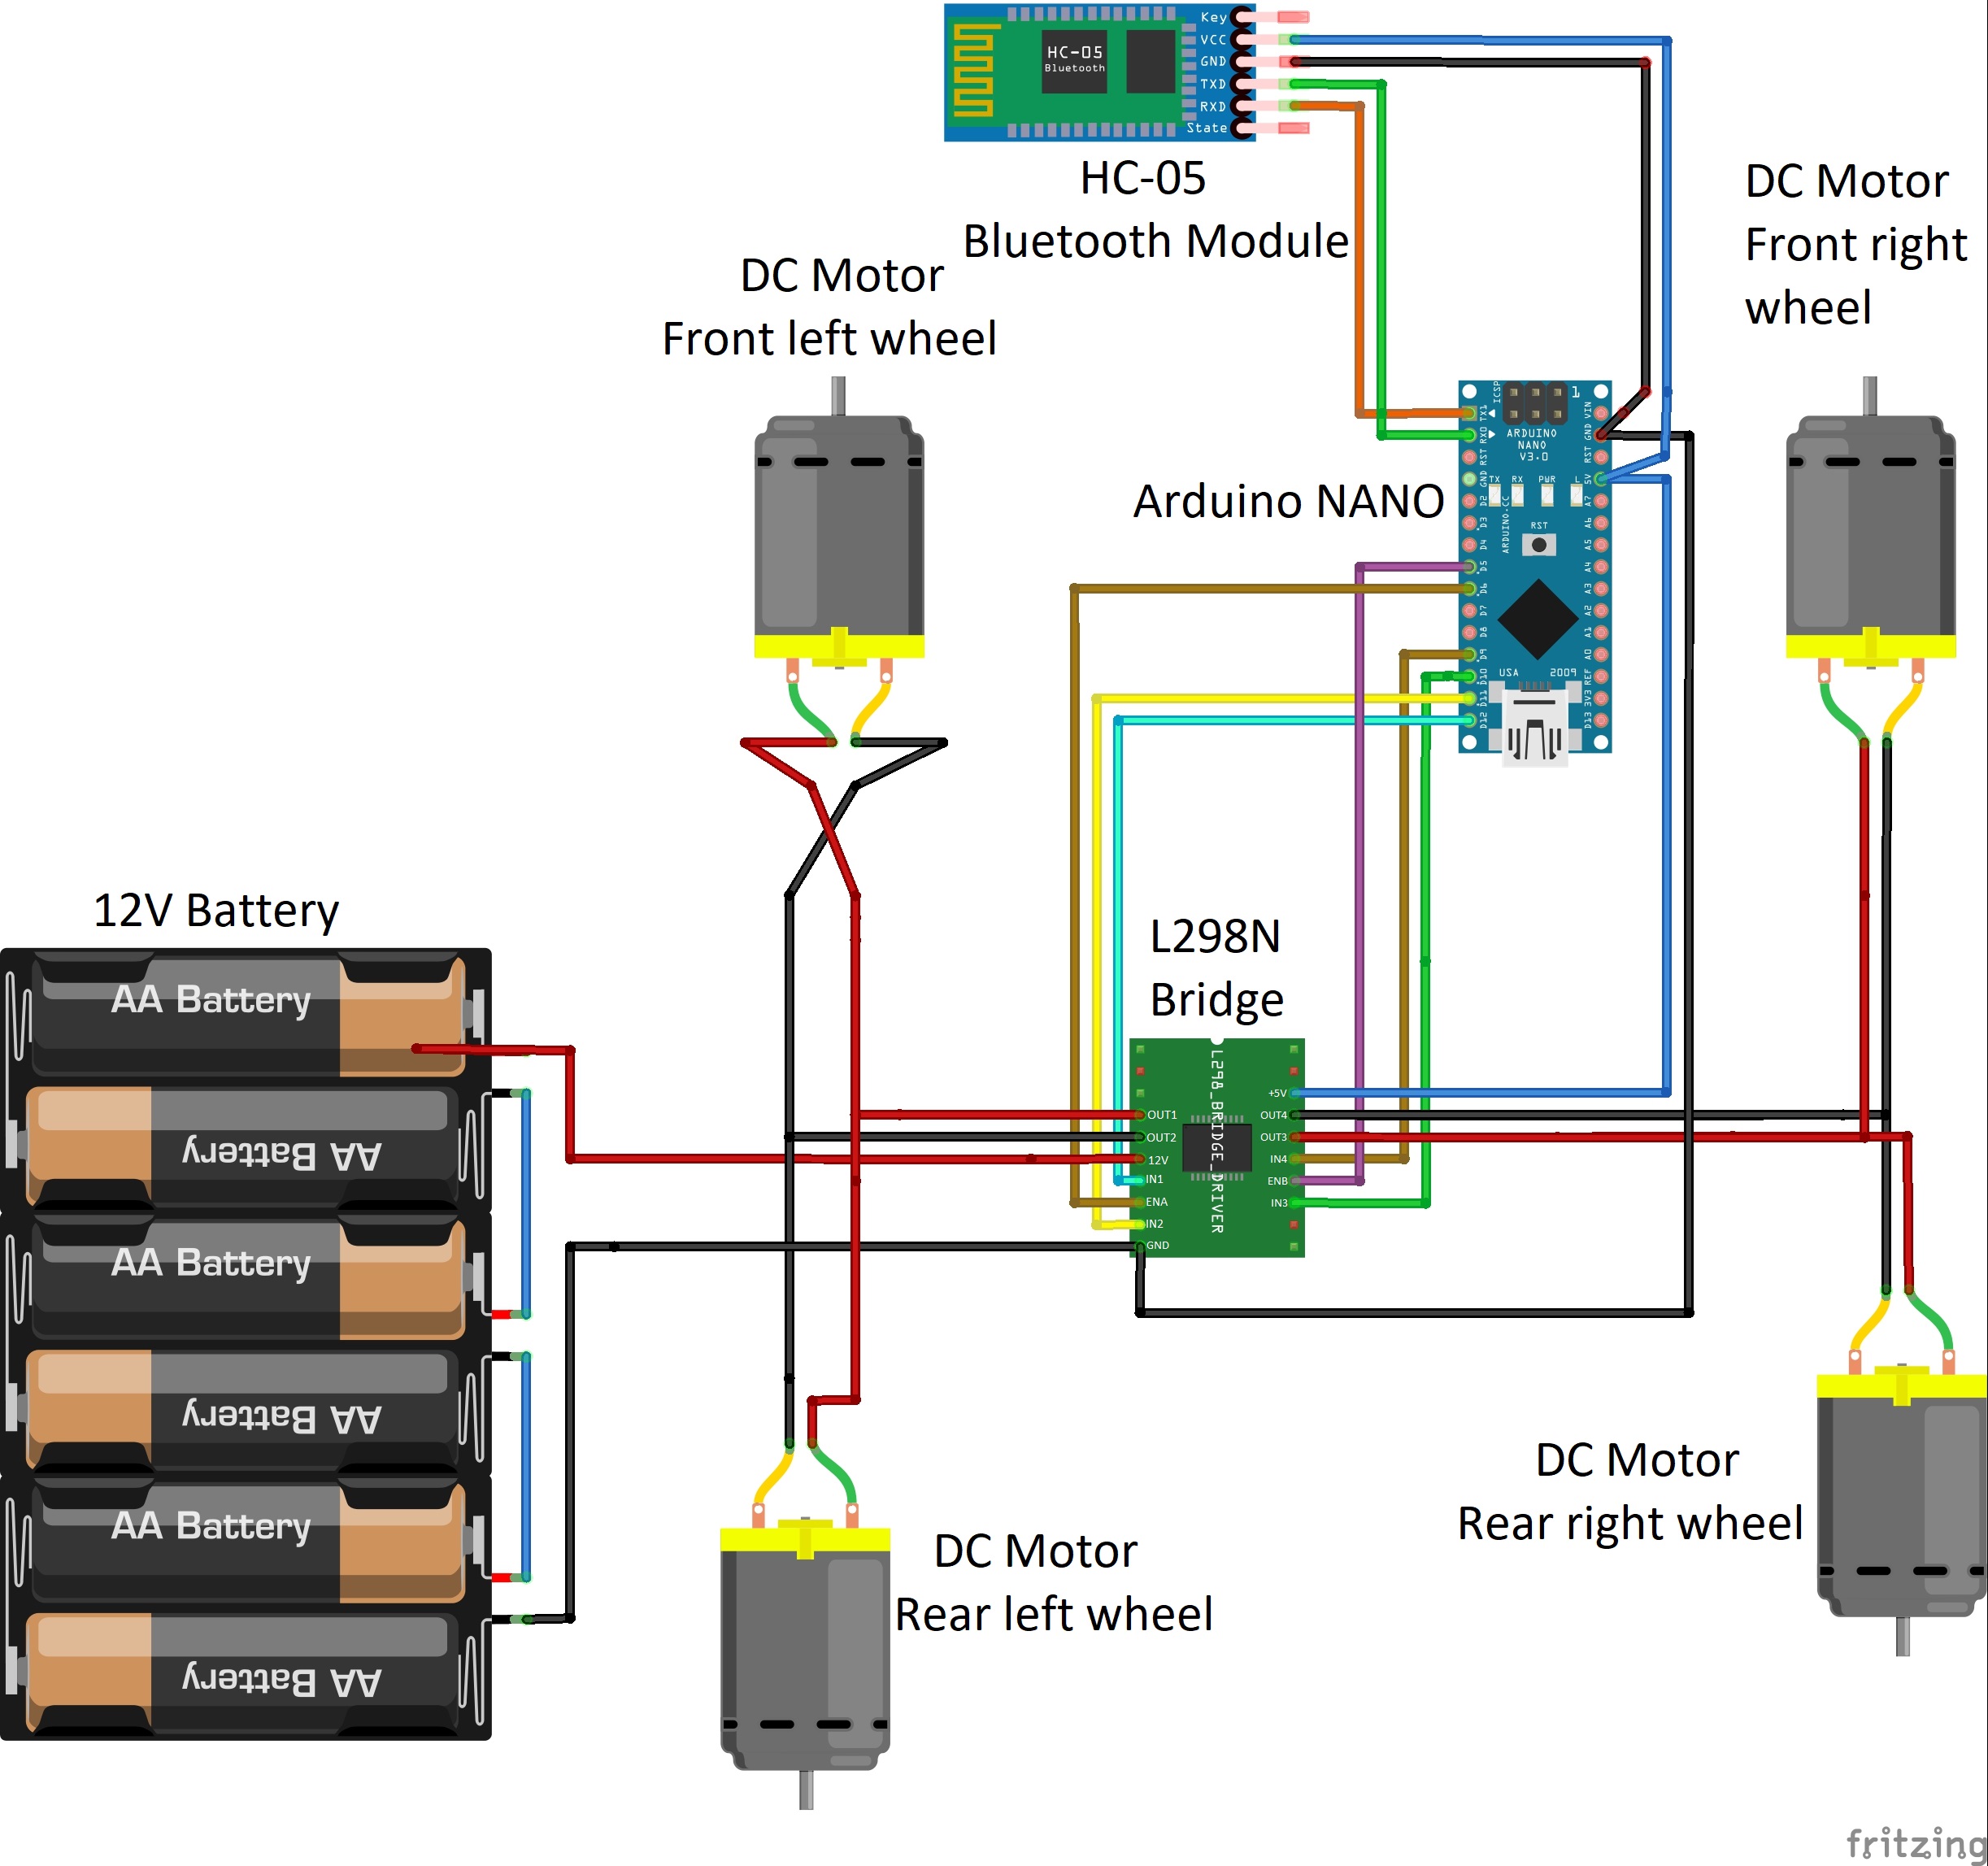 Key
VCC
GND
TXD
RXD
State
HC-05
Bluetooth
HC-05
Bluetooth Module
DC Motor
Front right
wheel
DC Motor
Front left wheel
Arduino NANO
ICSP
1
TX1
RX0
RST
GND
D2
D3
D4
D5
D6
D7
D8
D9
D10
D11
D12
VIN
GND
RST
5V
A7
A6
A5
A4
A3
A2
A1
A0
REF
3V3
D13
ARDUINO
NANO
V3.0
TX RX PWR L
ARDUINO.CC
RST
USA 2009
12V Battery
AA Battery
AA Battery
AA Battery
AA Battery
AA Battery
AA Battery
L298N
Bridge
L298_BRIDGE_DRIVER
OUT1
OUT2
12V
IN1
ENA
IN2
GND
+5V
OUT4
OUT3
IN4
ENB
IN3
DC Motor
Rear right wheel
DC Motor
Rear left wheel
fritzing